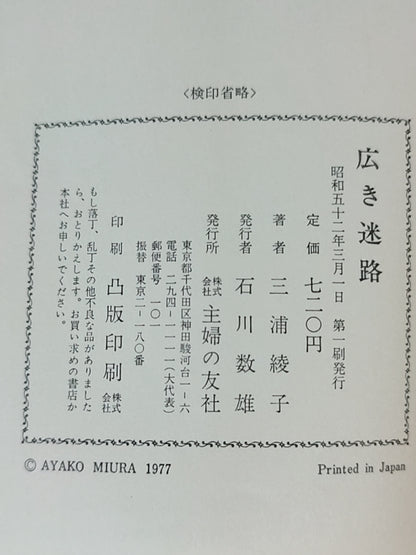 〈検印省略〉
広き迷路
昭和五十二年三月一日 第一刷発行
定価 七二〇円
著者 三浦綾子
発行者 石川数雄
発行所 株式会社 主婦の友社
東京都千代田区神田駿河台一ー六
電話 二九四ー一一一一(大代表)
郵便番号 一〇一
振替 東京二ー一八〇番
印刷 凸版印刷 株式会社
もし落丁、乱丁その他不良な品がありました
ら、おとりかえします。お買い求めの書店か
本社へお申しいでください。
© AYAKO MIURA 1977
Printed in Japan